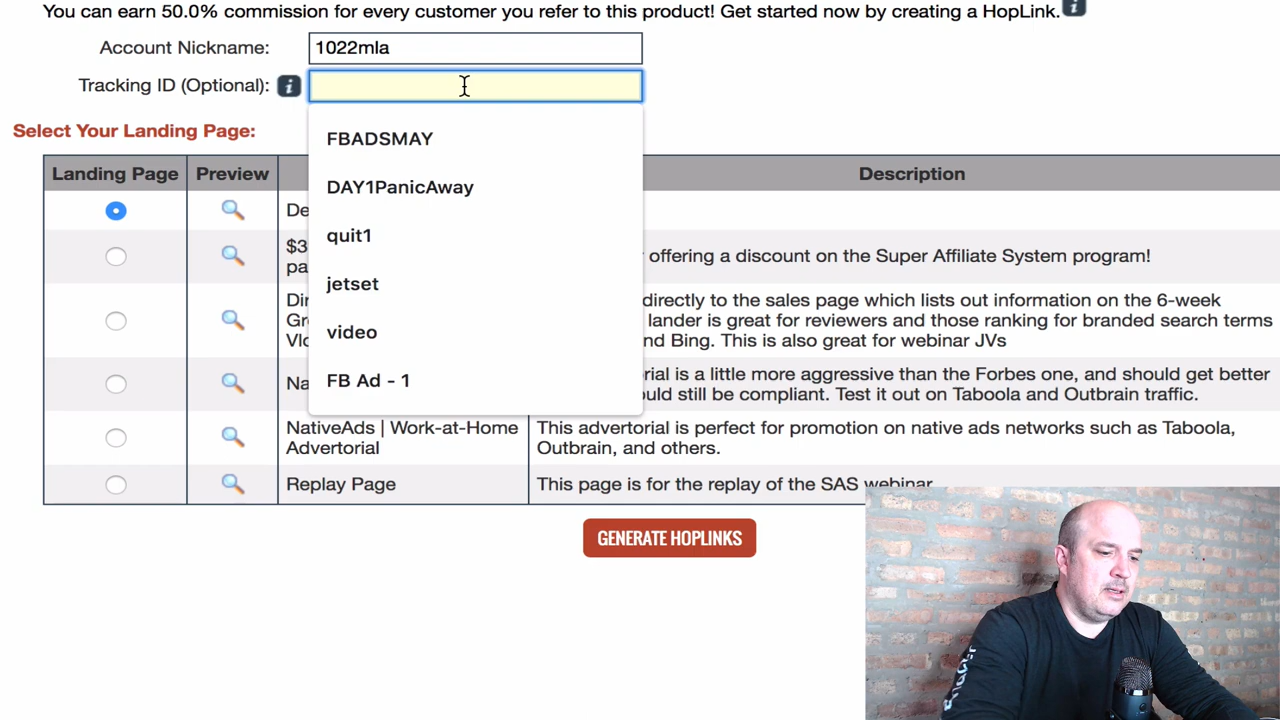 You can earn 50.0% commission for every customer you refer to this product! Get started now by creating a HopLink.
Account Nickname: 1022mla
Tracking ID (Optional):
FBADSMAY
DAY1PanicAway
quit1
jetset
video
FB Ad - 1
Select Your Landing Page:
Landing Page Preview Description
De
$3 offering a discount on the Super Affiliate System program!
pa
Dir directly to the sales page which lists out information on the 6-week
Gr lander is great for reviewers and those ranking for branded search terms
Vlo nd Bing. This is also great for webinar JVs
Na rial is a little more aggressive than the Forbes one, and should get better
uld still be compliant. Test it out on Taboola and Outbrain traffic.
NativeAds | Work-at-Home This advertorial is perfect for promotion on native ads networks such as Taboola,
Advertorial Outbrain, and others.
Replay Page This page is for the replay of the SAS webinar
GENERATE HOPLINKS